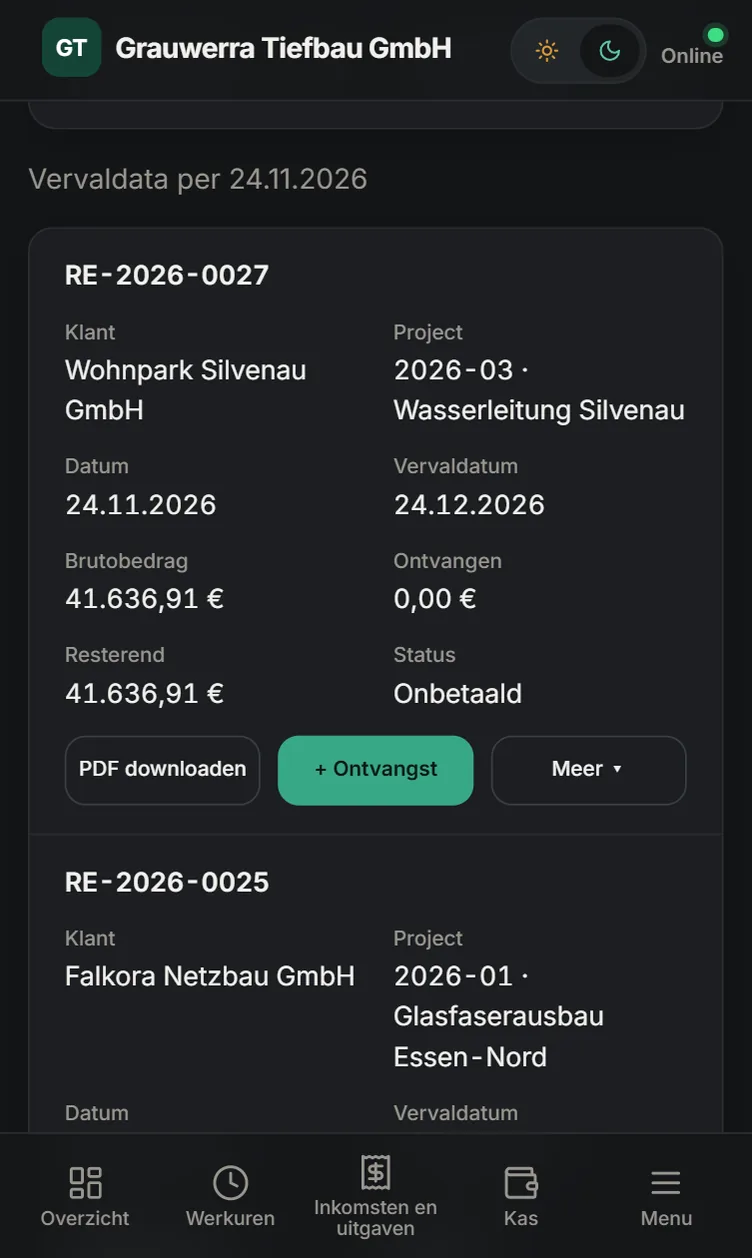 GT Grauwerra Tiefbau GmbH
Online
Vervaldata per 24.11.2026
RE-2026-0027
Klant Project
Wohnpark Silvenau 2026-03 ·
GmbH Wasserleitung Silvenau
Datum Vervaldatum
24.11.2026 24.12.2026
Brutobedrag Ontvangen
41.636,91 € 0,00 €
Resterend Status
41.636,91 € Onbetaald
PDF downloaden + Ontvangst Meer ▾
RE-2026-0025
Klant Project
Falkora Netzbau GmbH 2026-01 ·
Glasfaserausbau
Essen-Nord
Datum Vervaldatum
Overzicht Werkuren Inkomsten en uitgaven Kas Menu